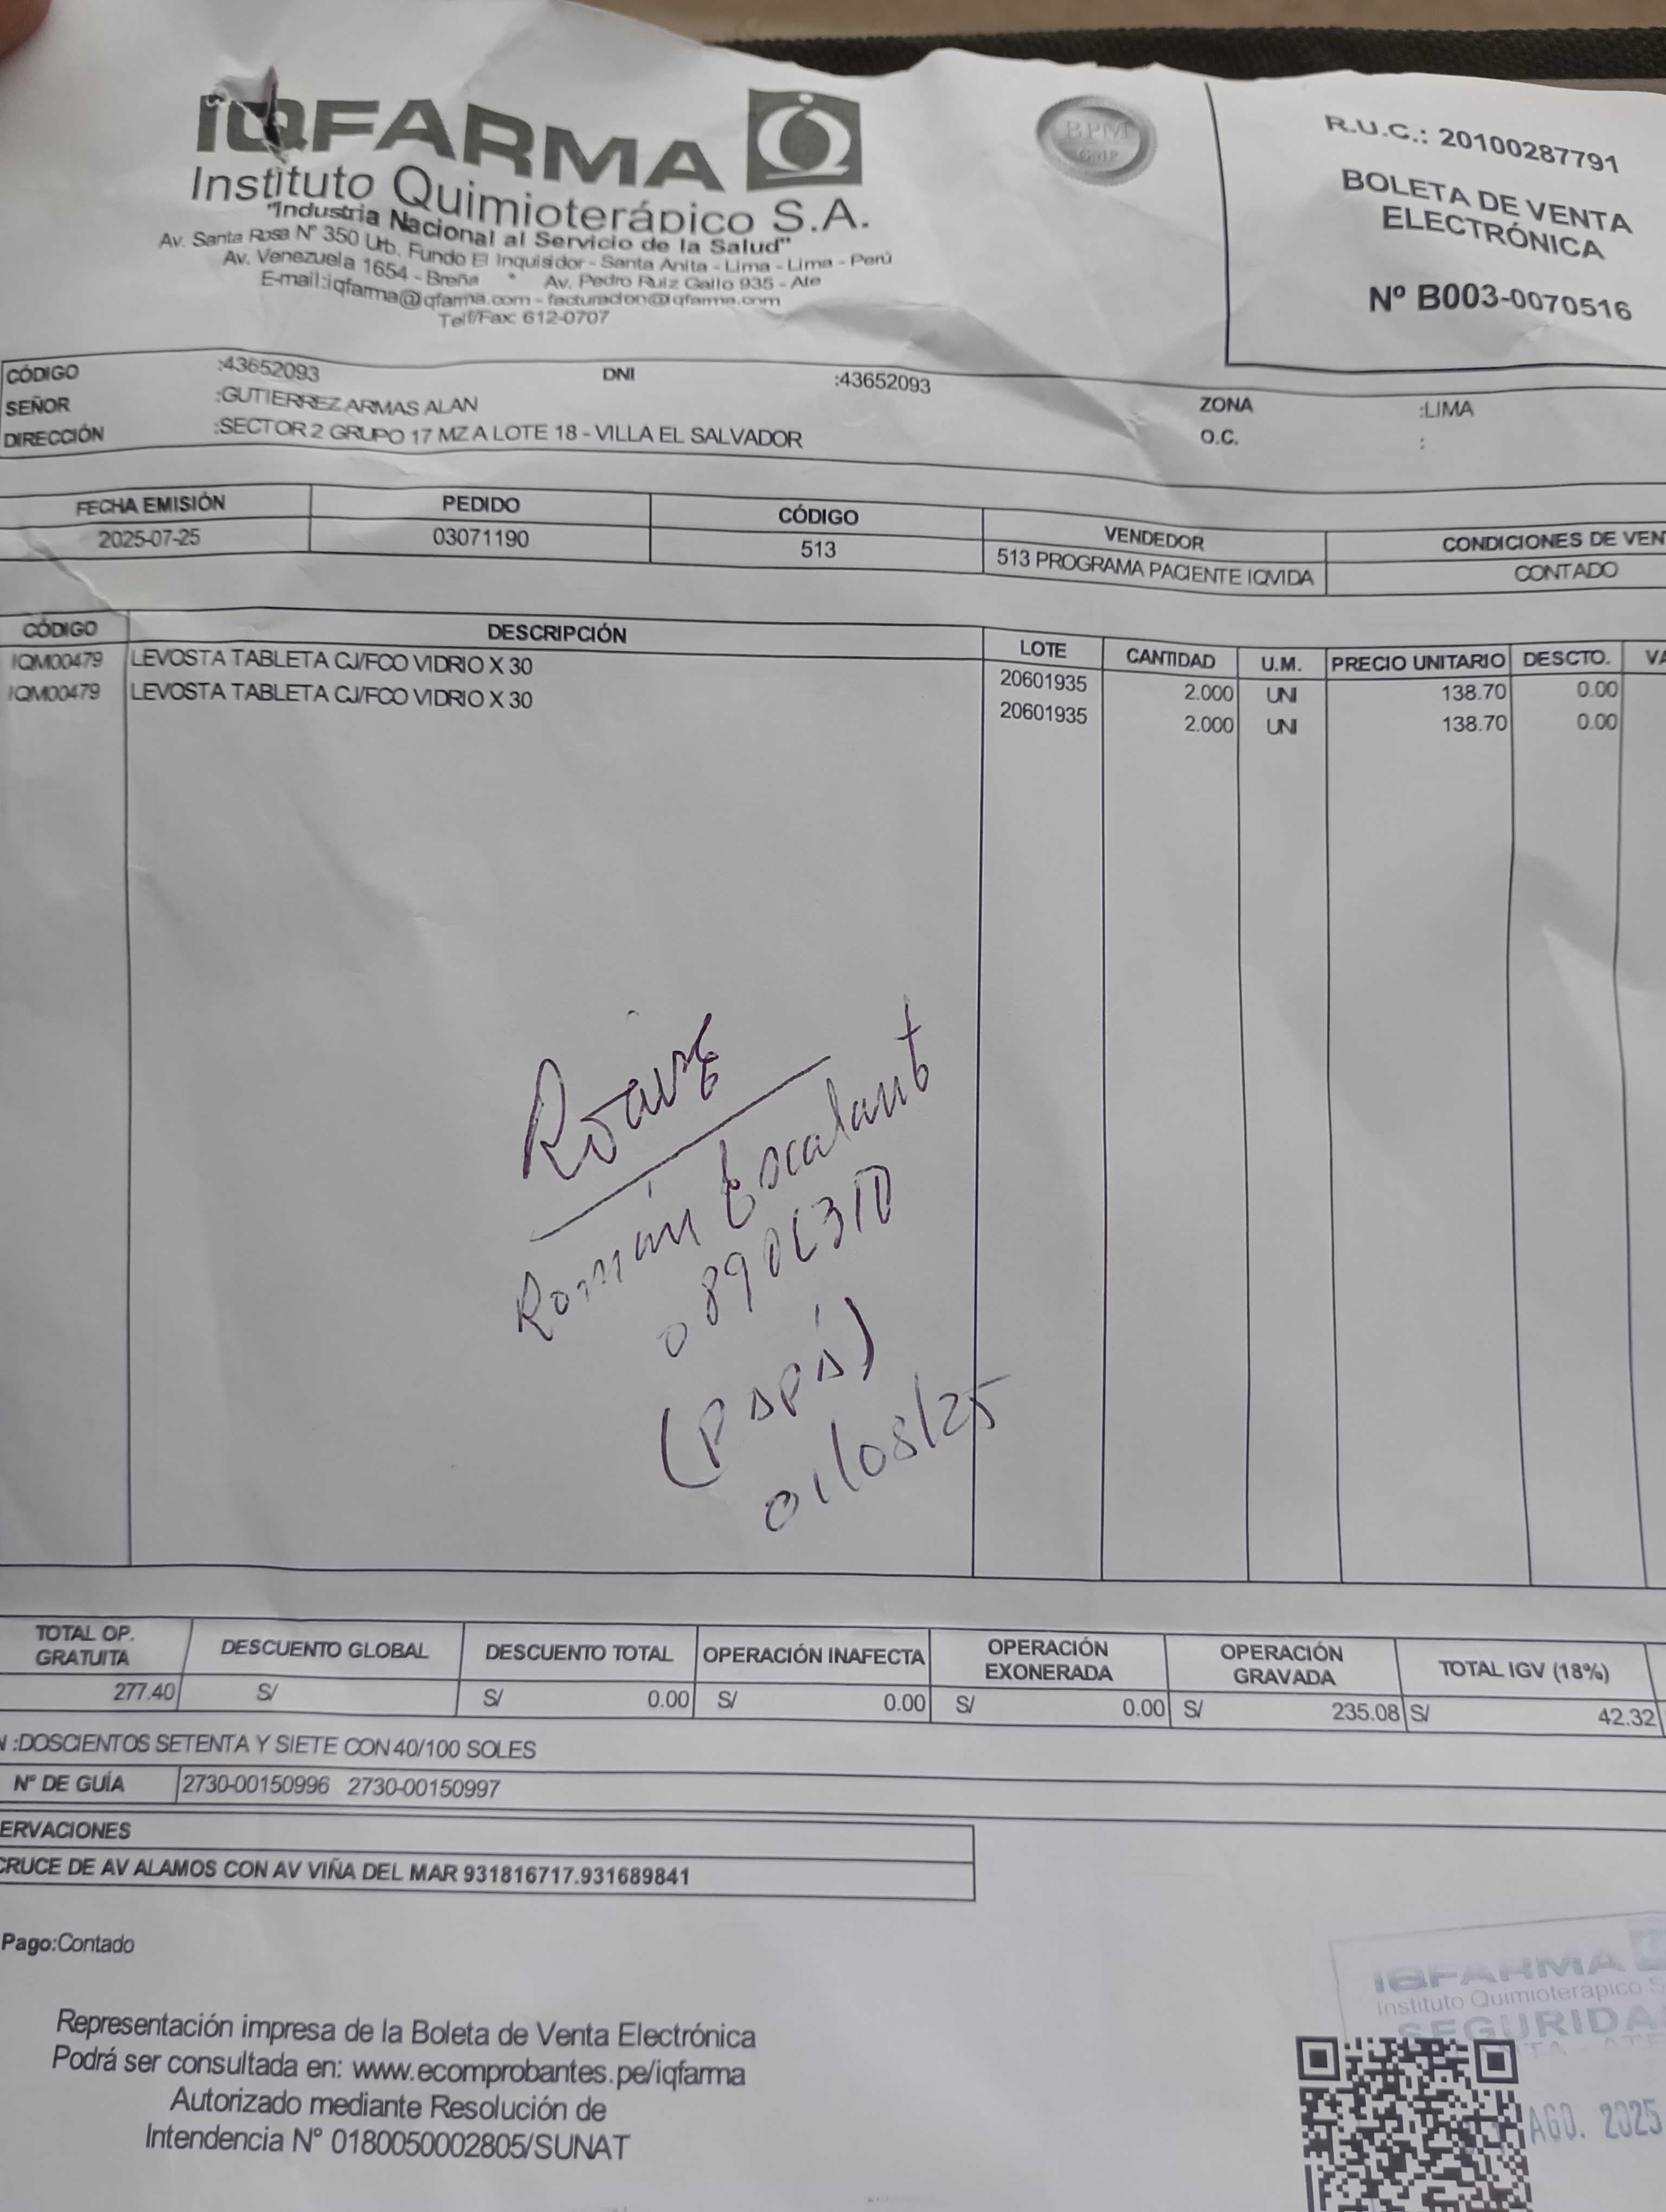 IQFARMA
Instituto Quimioterápico S.A.
"Industria Nacional al Servicio de la Salud"
Av. Santa Rosa N° 350 Urb. Fundo El Inquisidor - Santa Anita - Lima - Lima - Perú
Av. Venezuela 1654 - Breña * Av. Pedro Ruiz Gallo 935 - Ate
E-mail:iqfarma@iqfarma.com - facturacion@iqfarma.com
Telf/Fax: 612-0707
BPM
GMP
R.U.C.: 20100287791
BOLETA DE VENTA
ELECTRÓNICA
Nº B003-0070516
CÓDIGO :43652093 DNI :43652093
SEÑOR :GUTIERREZ ARMAS ALAN ZONA :LIMA
DIRECCIÓN :SECTOR 2 GRUPO 17 MZ A LOTE 18 - VILLA EL SALVADOR O.C. :
FECHA EMISIÓN PEDIDO CÓDIGO VENDEDOR CONDICIONES DE VEN
2025-07-25 03071190 513 513 PROGRAMA PACIENTE IQVIDA CONTADO
CÓDIGO DESCRIPCIÓN LOTE CANTIDAD U.M. PRECIO UNITARIO DESCTO. VA
IQM00479 LEVOSTA TABLETA CJ/FCO VIDRIO X 30 20601935 2.000 UNI 138.70 0.00
IQM00479 LEVOSTA TABLETA CJ/FCO VIDRIO X 30 20601935 2.000 UNI 138.70 0.00
Román Escalant
(PAPÁ)
01/08/25
TOTAL OP. GRATUITA DESCUENTO GLOBAL DESCUENTO TOTAL OPERACIÓN INAFECTA OPERACIÓN EXONERADA OPERACIÓN GRAVADA TOTAL IGV (18%)
277.40 S/ S/ 0.00 S/ 0.00 S/ 0.00 S/ 235.08 S/ 42.32
N :DOSCIENTOS SETENTA Y SIETE CON 40/100 SOLES
N° DE GUÍA 2730-00150996 2730-00150997
ERVACIONES
CRUCE DE AV ALAMOS CON AV VIÑA DEL MAR 931816717.931689841
Pago:Contado
Representación impresa de la Boleta de Venta Electrónica
Podrá ser consultada en: www.ecomprobantes.pe/iqfarma
Autorizado mediante Resolución de
Intendencia N° 0180050002805/SUNAT
IQFARMA
Instituto Quimioterápico S
SEGURIDA
AGO. 2025